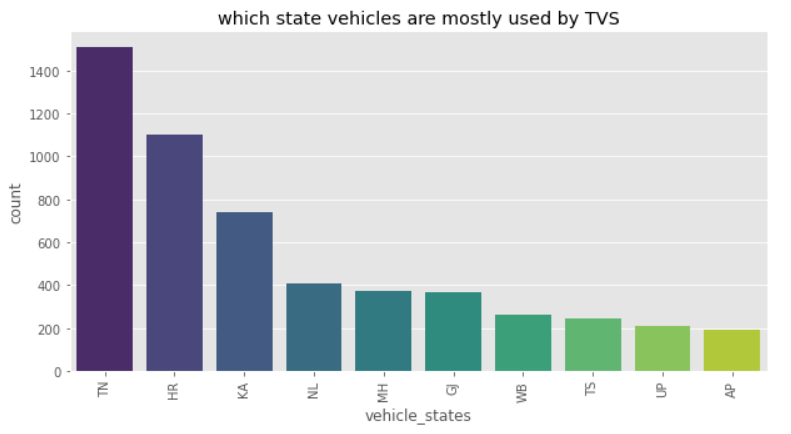 which state vehicles are mostly used by TVS
count
1400
1200
1000
800
600
400
200
0
TN HR KA NL MH GJ WB TS UP AP
vehicle_states